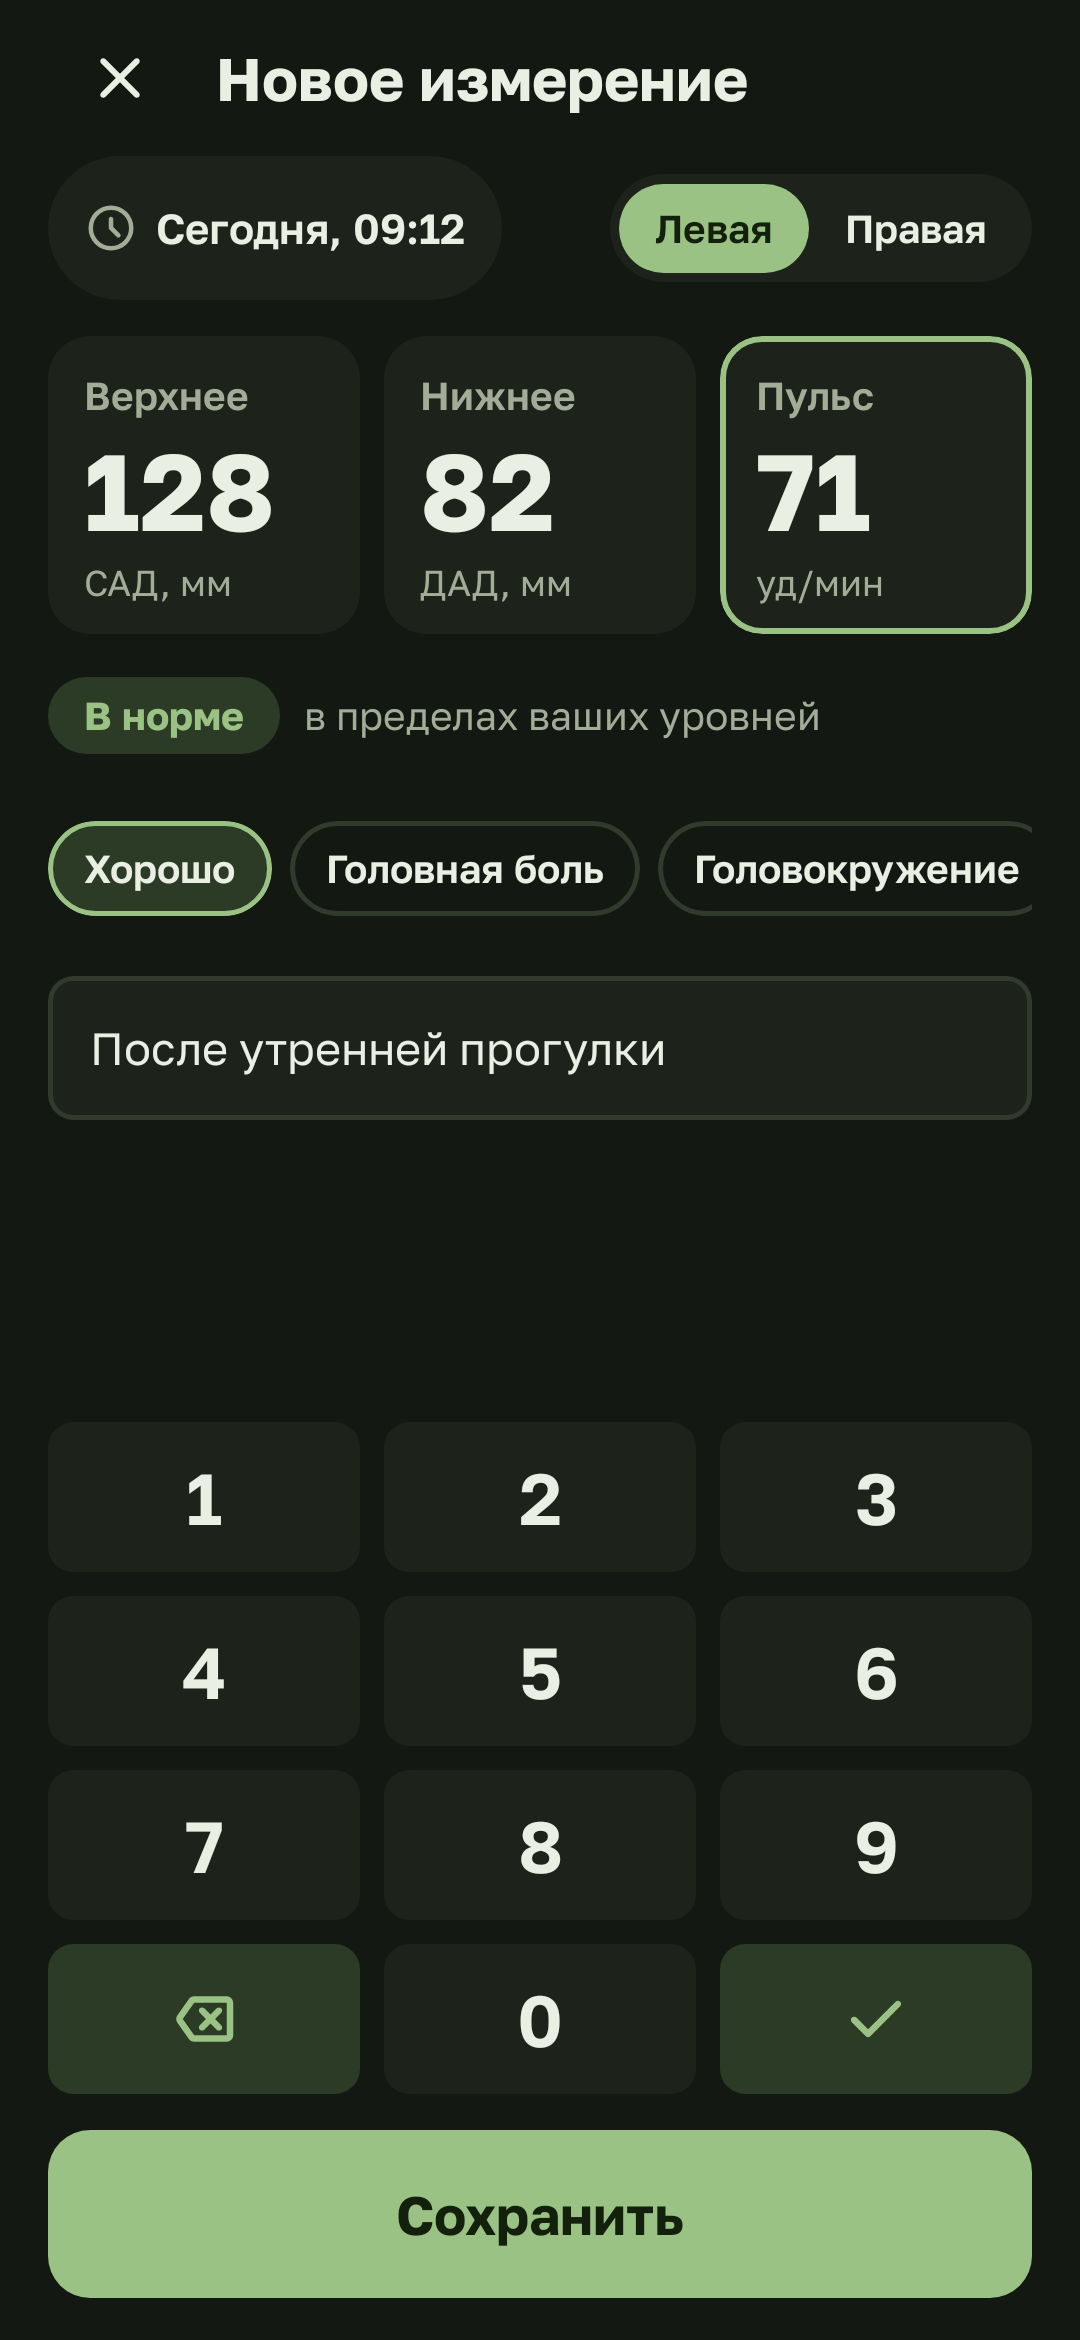 Новое измерение
Сегодня, 09:12
Левая Правая
Верхнее Нижнее Пульс
128 82 71
САД, мм ДАД, мм уд/мин
В норме в пределах ваших уровней
Хорошо Головная боль Головокружение
После утренней прогулки
1 2 3
4 5 6
7 8 9
0
Сохранить